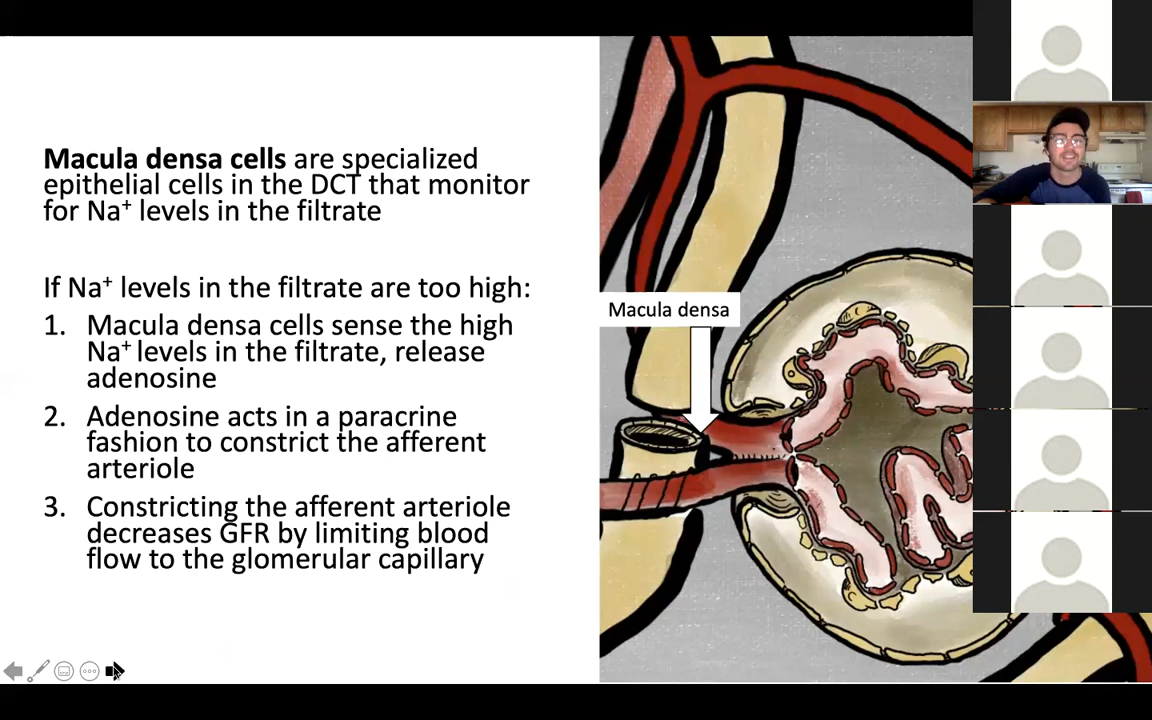 Macula densa cells are specialized
epithelial cells in the DCT that monitor
for Na⁺ levels in the filtrate
If Na⁺ levels in the filtrate are too high:
1. Macula densa cells sense the high
Na⁺ levels in the filtrate, release
adenosine
2. Adenosine acts in a paracrine
fashion to constrict the afferent
arteriole
3. Constricting the afferent arteriole
decreases GFR by limiting blood
flow to the glomerular capillary
Macula densa